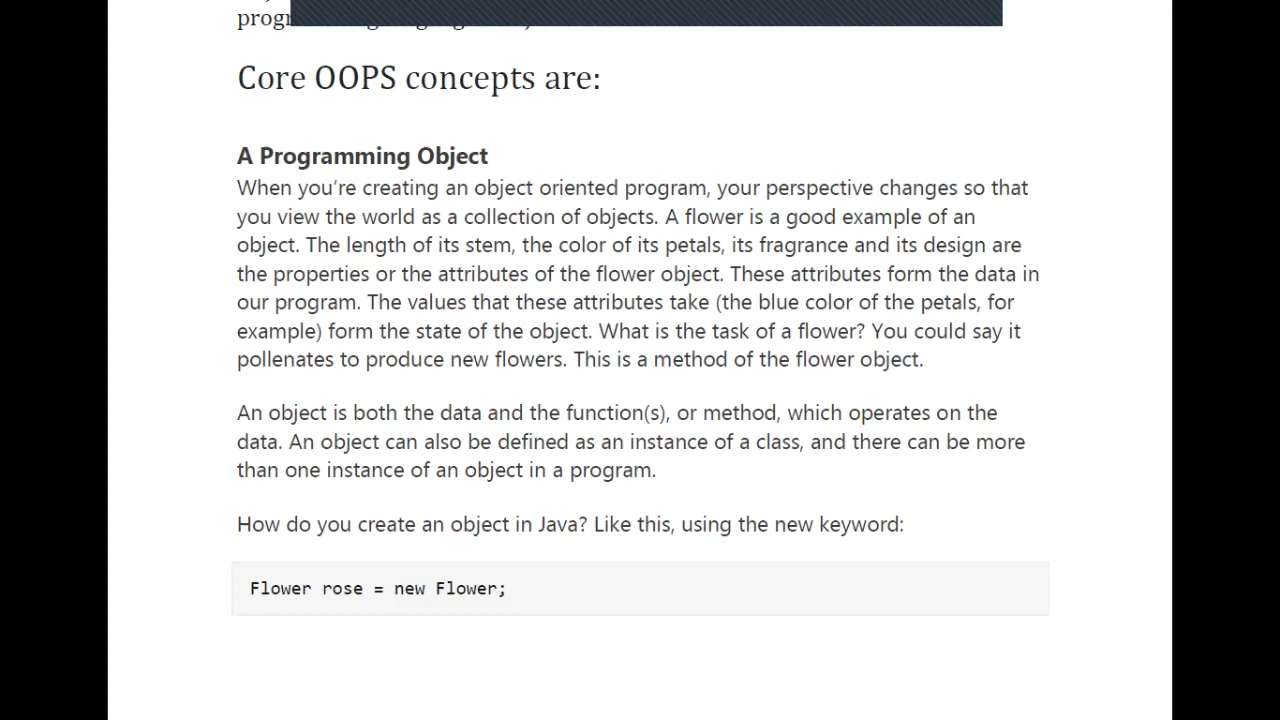 Core OOPS concepts are:
A Programming Object
When you’re creating an object oriented program, your perspective changes so that
you view the world as a collection of objects. A flower is a good example of an
object. The length of its stem, the color of its petals, its fragrance and its design are
the properties or the attributes of the flower object. These attributes form the data in
our program. The values that these attributes take (the blue color of the petals, for
example) form the state of the object. What is the task of a flower? You could say it
pollenates to produce new flowers. This is a method of the flower object.
An object is both the data and the function(s), or method, which operates on the
data. An object can also be defined as an instance of a class, and there can be more
than one instance of an object in a program.
How do you create an object in Java? Like this, using the new keyword:
Flower rose = new Flower;